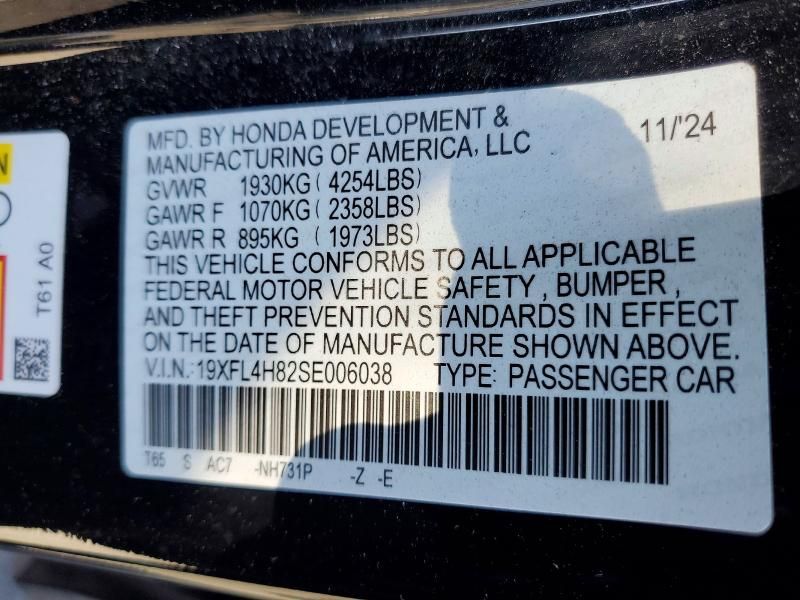 MFD. BY HONDA DEVELOPMENT & 11/'24
MANUFACTURING OF AMERICA, LLC
GVWR 1930KG ( 4254LBS)
GAWR F 1070KG ( 2358LBS)
GAWR R 895KG ( 1973LBS)
THIS VEHICLE CONFORMS TO ALL APPLICABLE
FEDERAL MOTOR VEHICLE SAFETY , BUMPER ,
AND THEFT PREVENTION STANDARDS IN EFFECT
ON THE DATE OF MANUFACTURE SHOWN ABOVE.
V.I.N.: 19XFL4H82SE006038 TYPE: PASSENGER CAR
T65 S AC7 -NH731P -Z -E
T61 A0